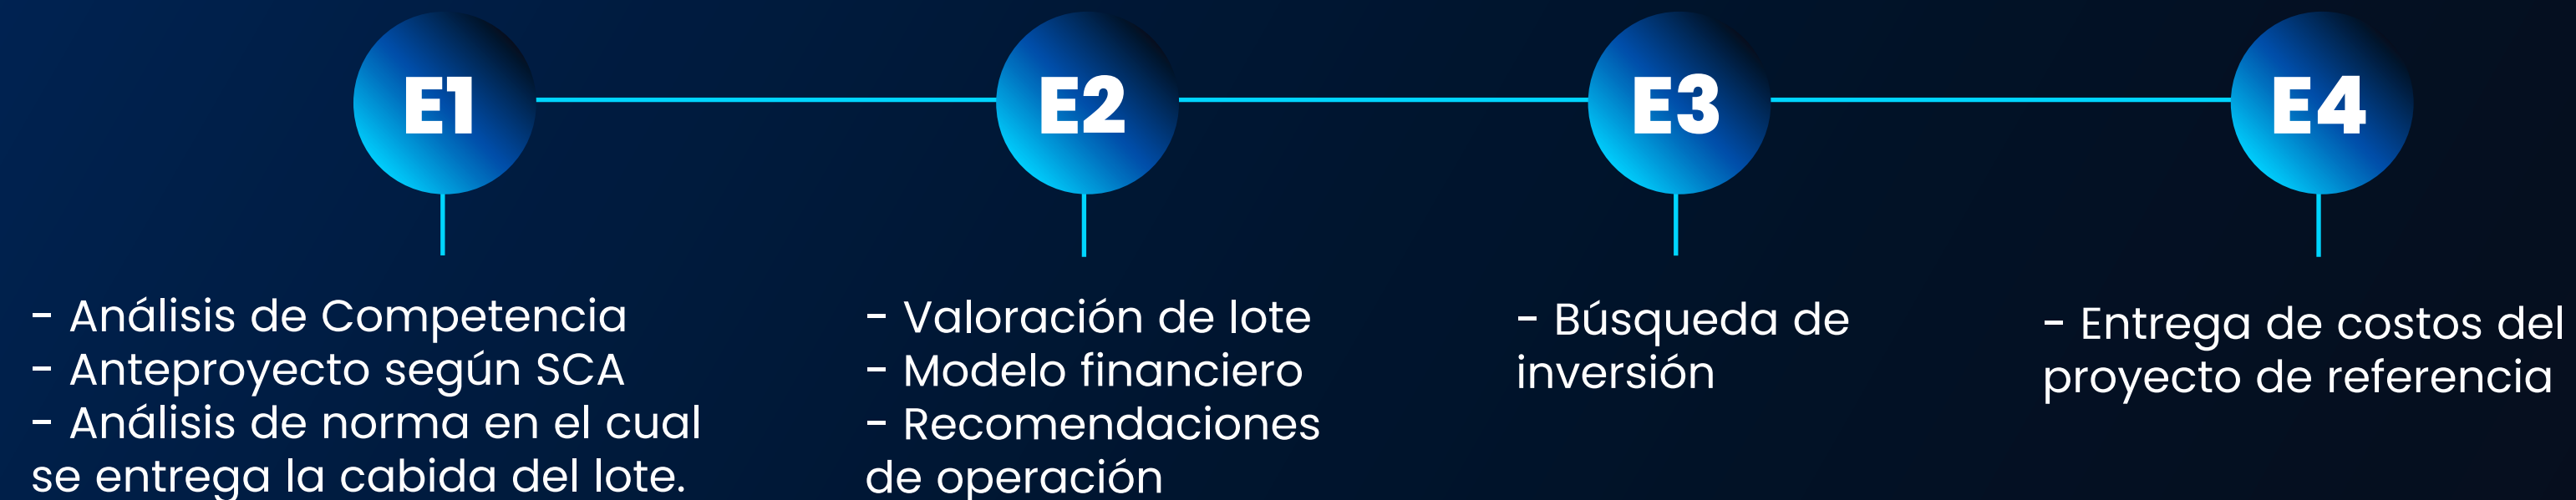 E1
- Análisis de Competencia
- Anteproyecto según SCA
- Análisis de norma en el cual
se entrega la cabida del lote.
E2
- Valoración de lote
- Modelo financiero
- Recomendaciones
de operación
E3
- Búsqueda de
inversión
E4
- Entrega de costos del
proyecto de referencia